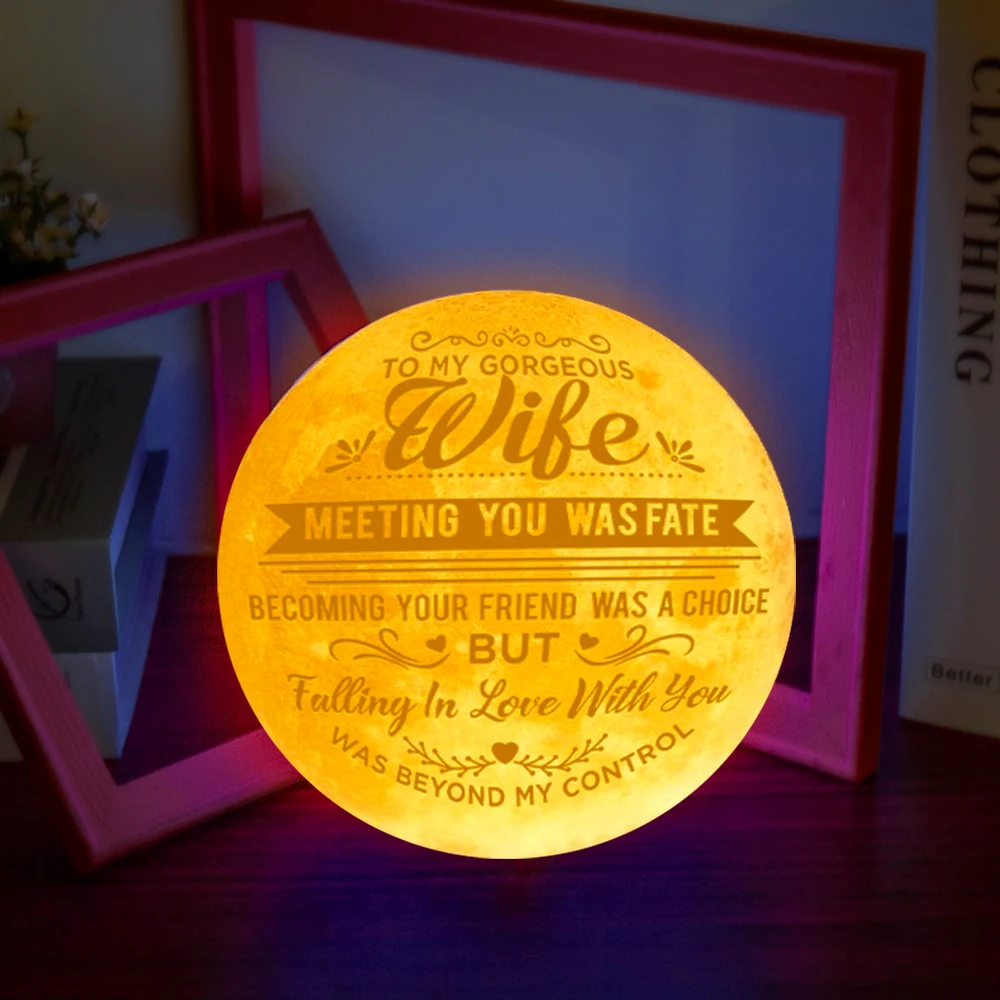 TO MY GORGEOUS
Wife
MEETING YOU WAS FATE
BECOMING YOUR FRIEND WAS A CHOICE
BUT
Falling In Love With You
WAS BEYOND MY CONTROL
CLOTHING
Better.